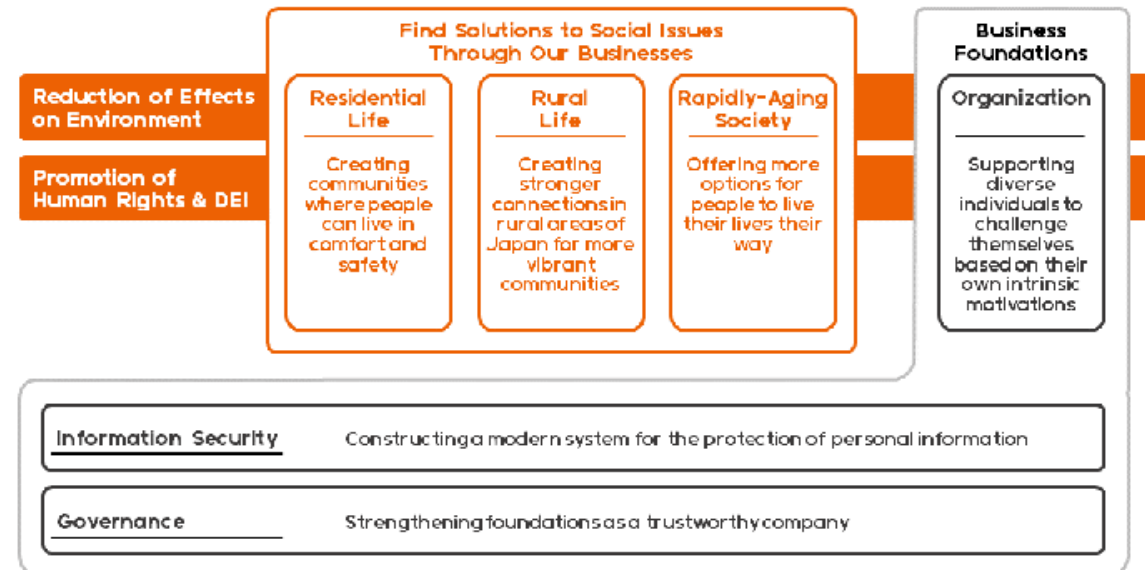 Find Solutions to Social Issues
Through Our Businesses
Business
Foundations
Reduction of Effects
on Environment
Promotion of
Human Rights & DEI
Residential
Life
Creating
communities
where people
can live in
comfort and
safety
Rural
Life
Creating
stronger
connections in
rural areas of
Japan for more
vibrant
communities
Rapidly-Aging
Society
Offering more
options for
people to live
their lives their
way
Organization
Supporting
diverse
individuals to
challenge
themselves
based on their
own intrinsic
motivations
Information Security
Constructing a modern system for the protection of personal information
Governance
Strengthening foundations as a trustworthy company